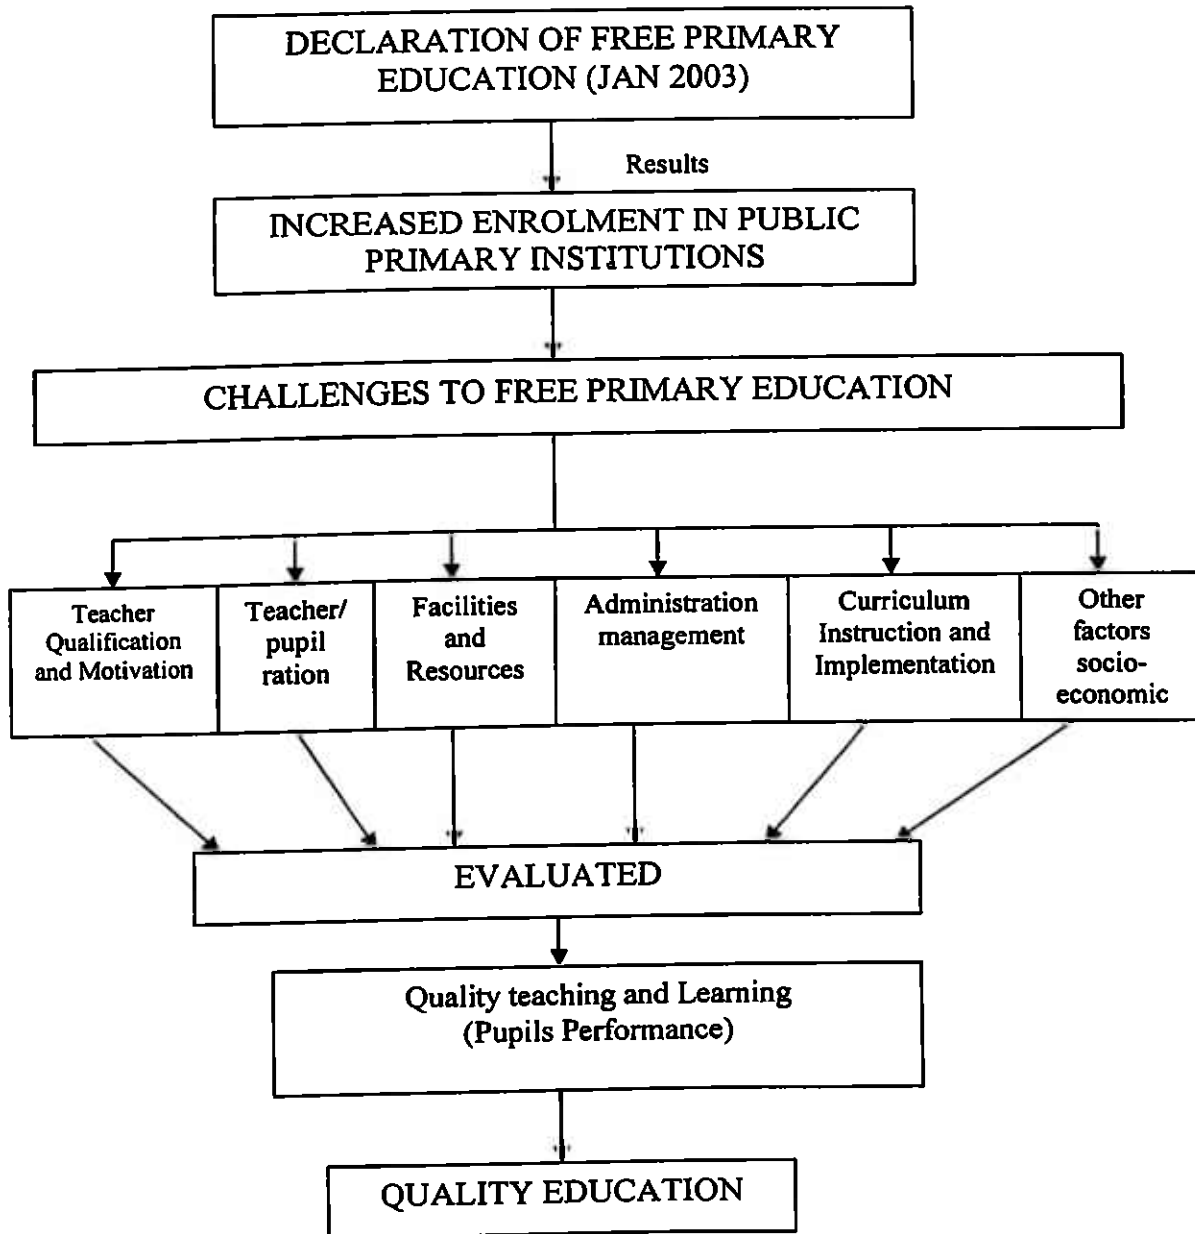 DECLARATION OF FREE PRIMARY
EDUCATION (JAN 2003)
Results
INCREASED ENROLMENT IN PUBLIC
PRIMARY INSTITUTIONS
CHALLENGES TO FREE PRIMARY EDUCATION
Teacher
Qualification
and Motivation
Teacher/
pupil
ration
Facilities
and
Resources
Administration
management
Curriculum
Instruction and
Implementation
Other
factors
socio-
economic
EVALUATED
Quality teaching and Learning
(Pupils Performance)
QUALITY EDUCATION